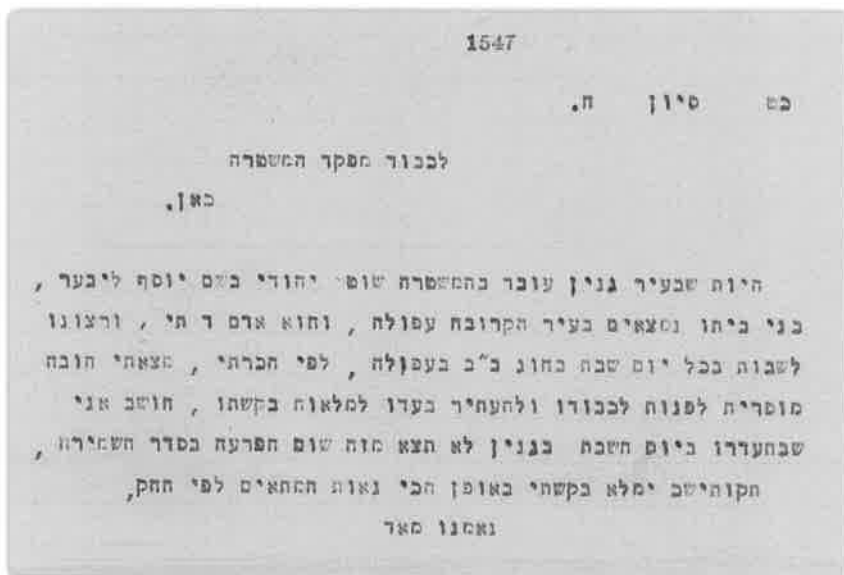 1547
כט סיון ח.
לכבוד מפקד המשטרה
כאן.
היות שבעיר גנין עובד בהמשטרה שוטר יהודי בשם יוסף ליבער ,
בני ביתו נמצאים בעיר הקרובה עפולה , והוא אדם ד תי , ורצונו
לשבות בכל יום שבת בחוג ב"ב בעפולה , לפי הכרתי , מצאתי חובה
מוסרית לפנות לכבודו ולהעתיר בעדו למלאות בקשתו , חושב אני
שבהעדרו ביום השבת בגנין לא תצא מזה שום הפרעה בסדר השמירה ,
תקותי ימלא בקשתי באופן הכי נאות המתאים לפי החק,
נאמנו מאד